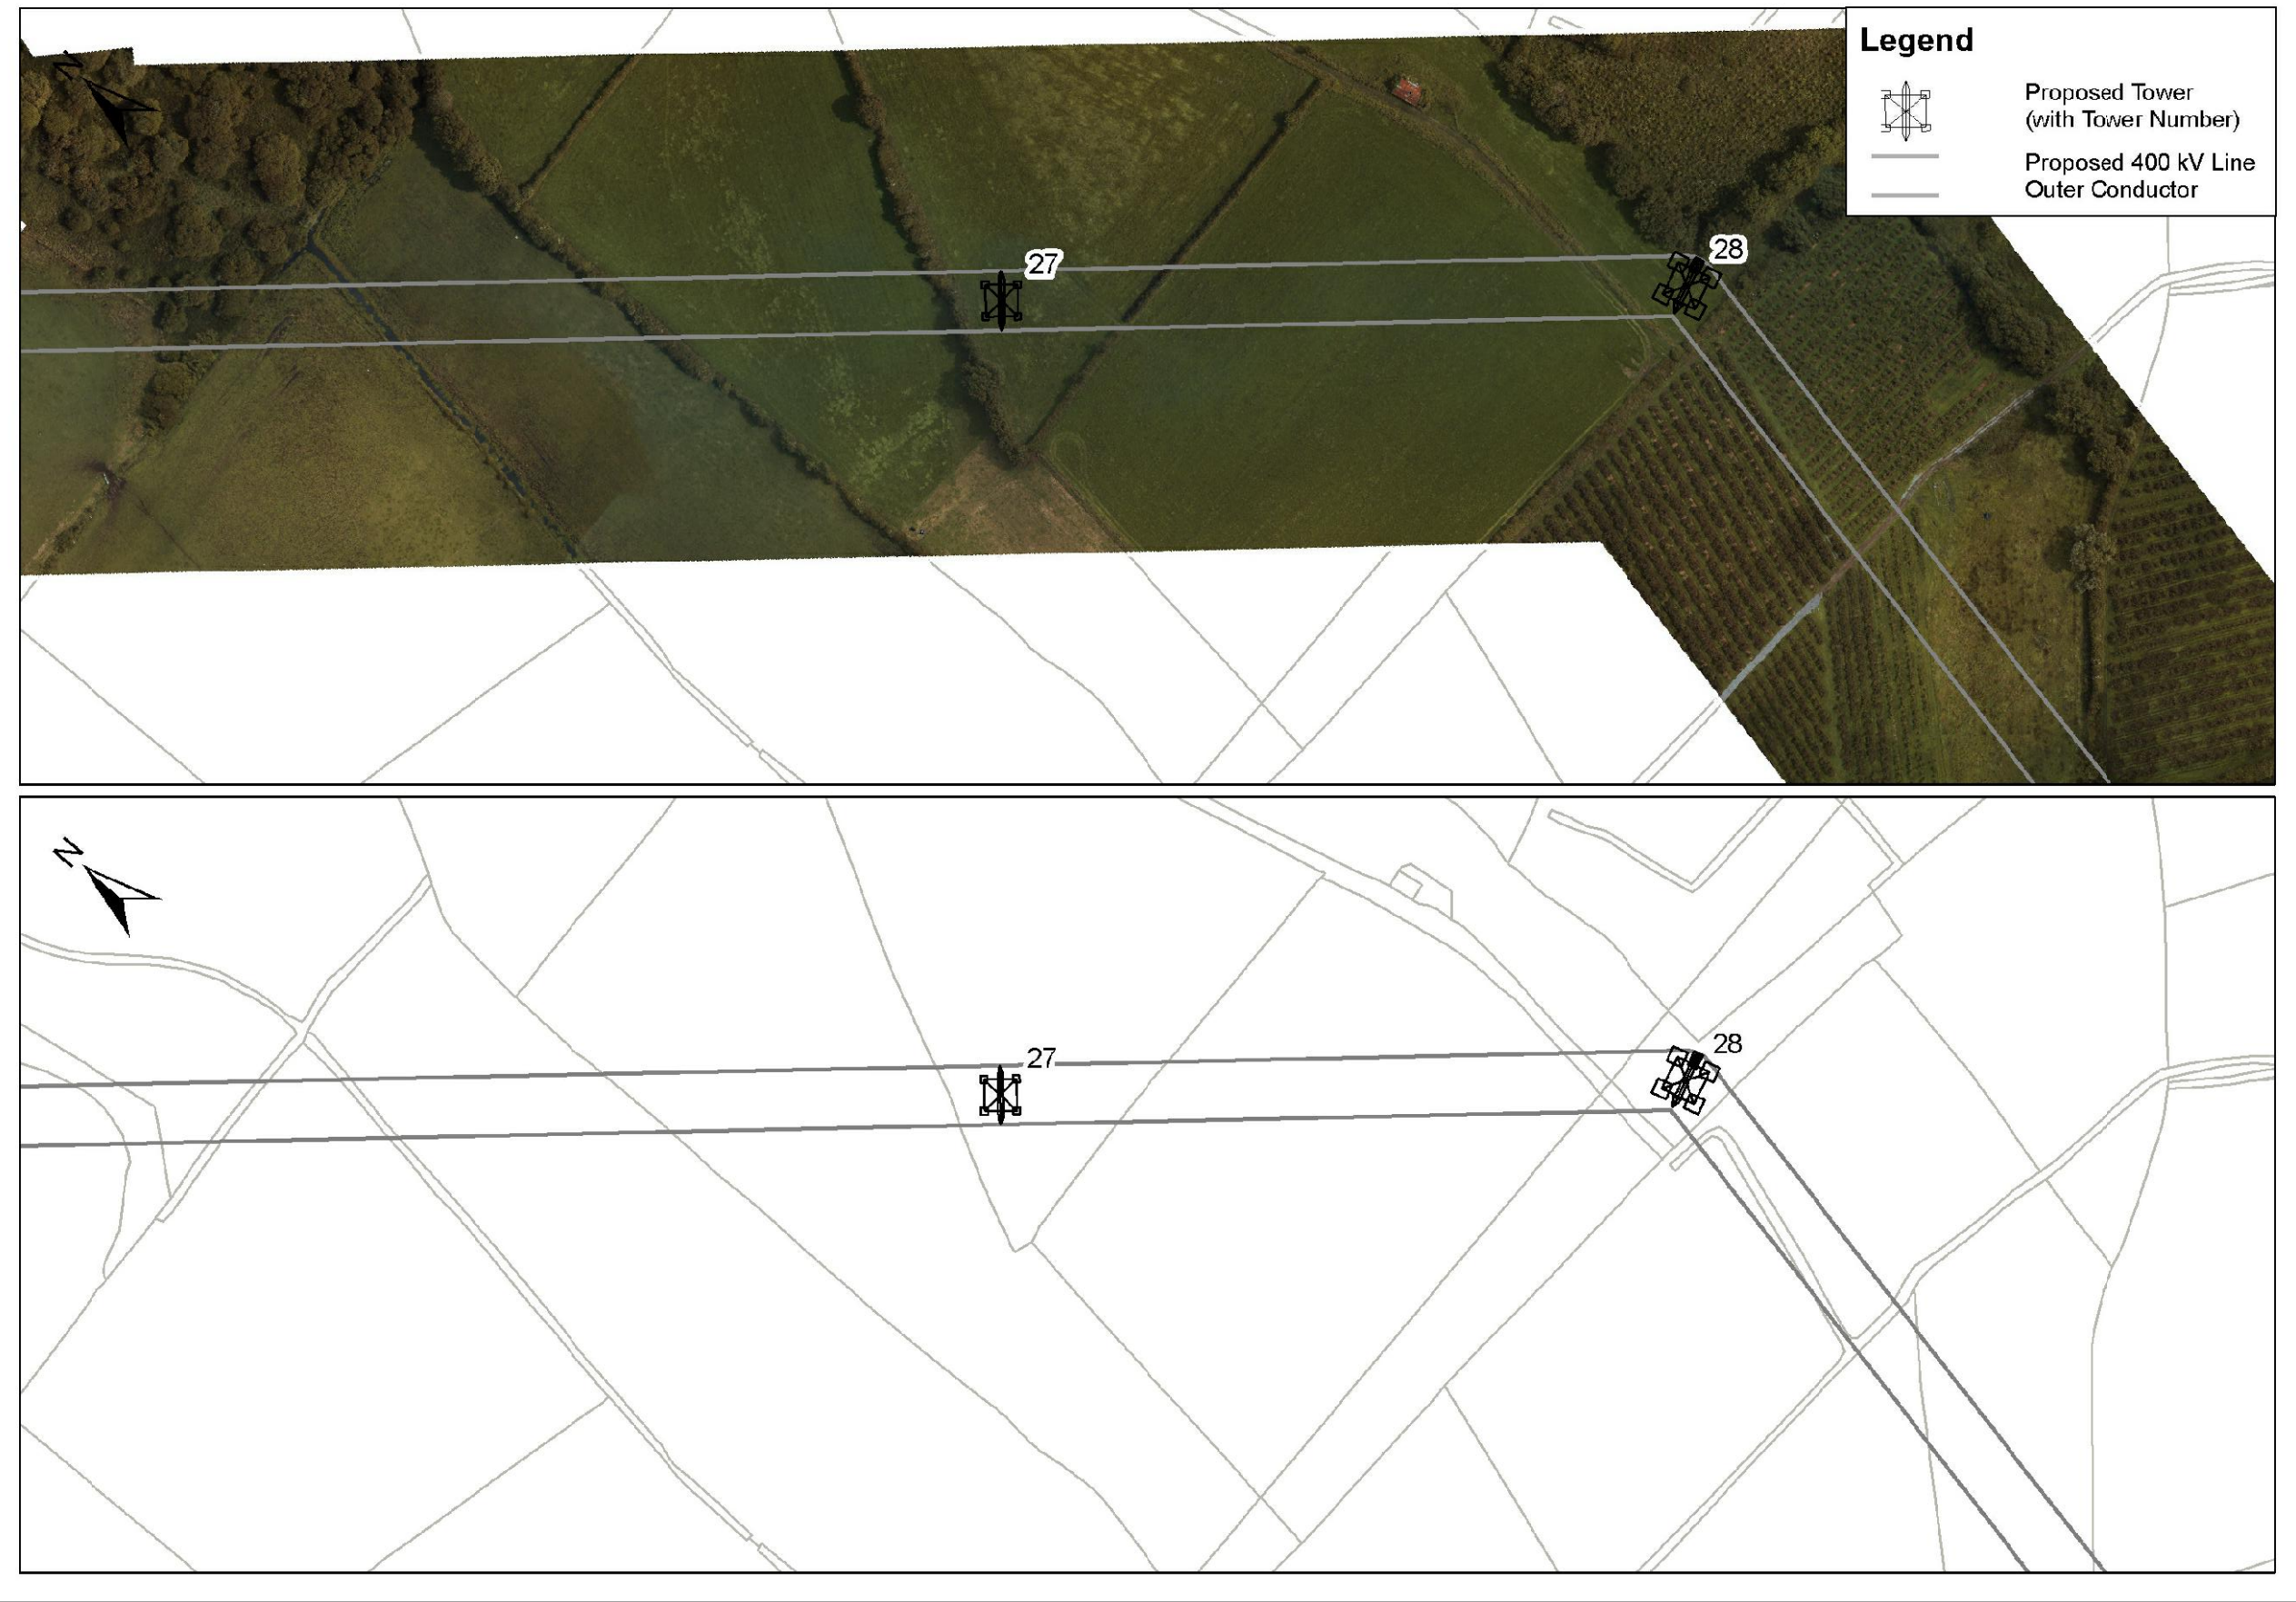 N
Legend
Proposed Tower
(with Tower Number)
Proposed 400 kV Line
Outer Conductor
27
28
N
27
28